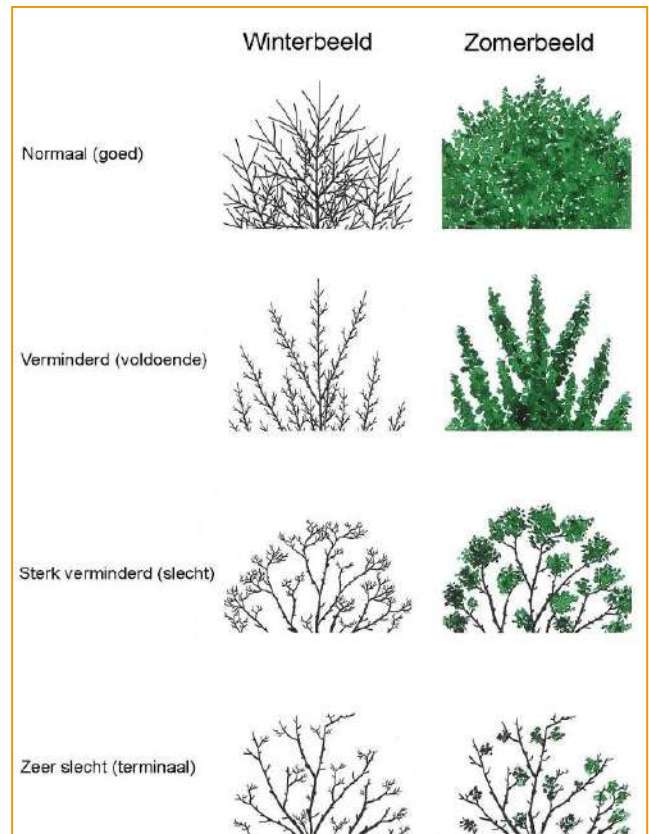 Winterbeeld Zomerbeeld
Normaal (goed)
Verminderd (voldoende)
Sterk verminderd (slecht)
Zeer slecht (terminaal)